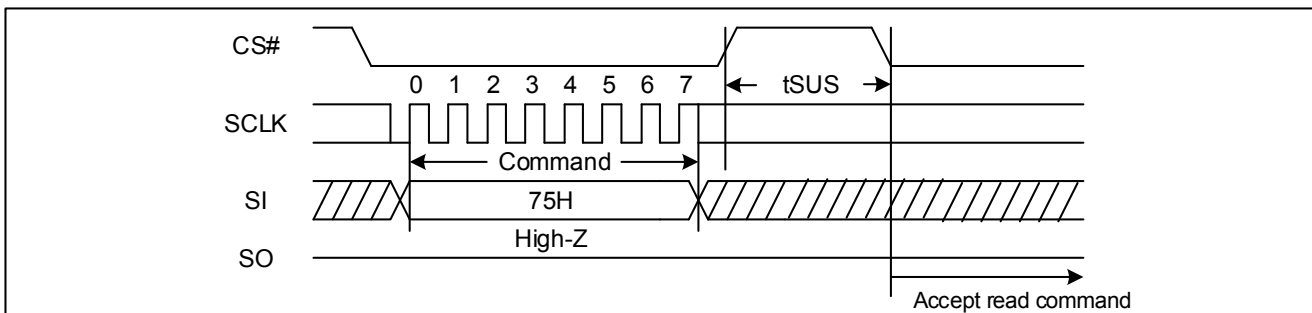 CS#
0 1 2 3 4 5 6 7
tSUS
SCLK
Command
SI
75H
High-Z
SO
Accept read command